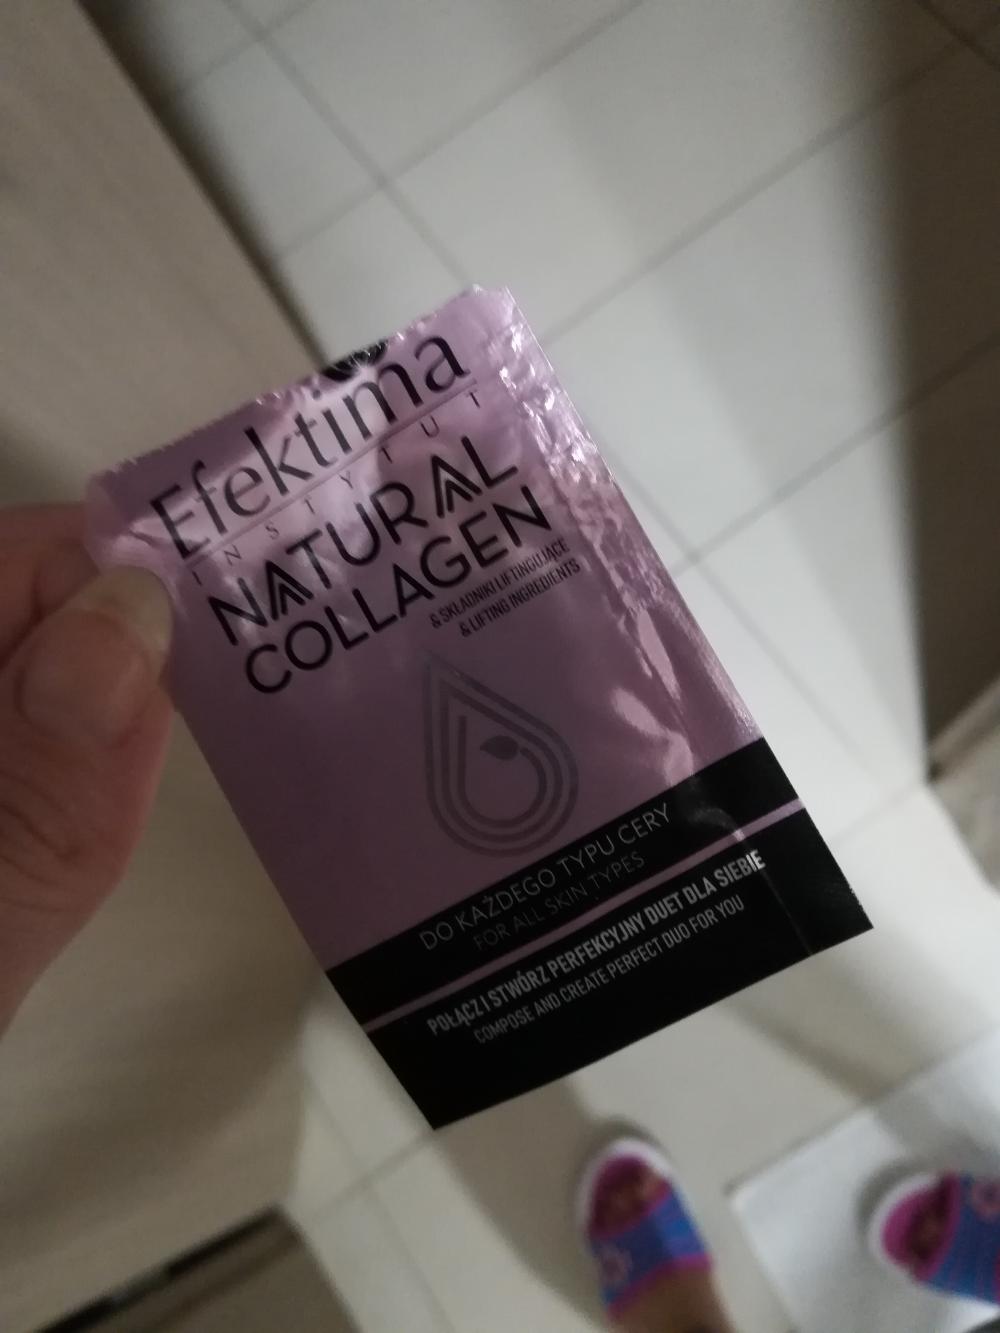 Efektima
INSTYTUT
NATURAL
COLLAGEN
& SKŁADNIKI LIFTINGUJĄCE
& LIFTING INGREDIENTS
DO KAŻDEGO TYPU CERY
FOR ALL SKIN TYPES
POŁĄCZ I STWÓRZ PERFEKCYJNY DUET DLA SIEBIE
COMPOSE AND CREATE PERFECT DUO FOR YOU